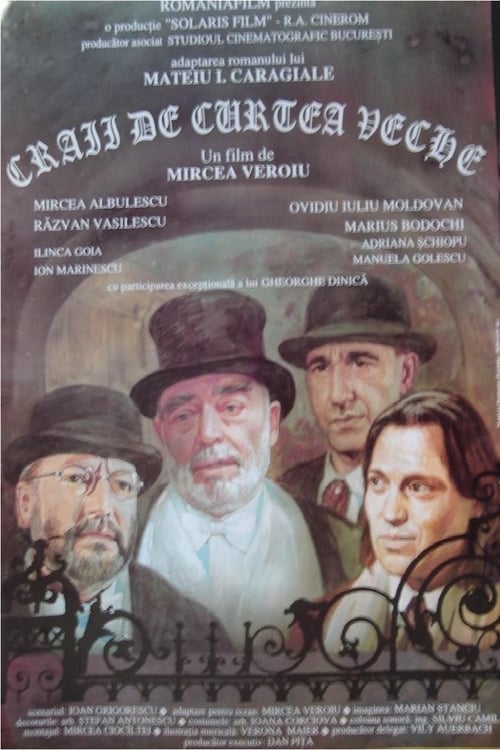 ROMANIAFILM prezintă
o producţie "SOLARIS FILM" - R.A. CINEROM
producător asociat STUDIOUL CINEMATOGRAFIC BUCUREŞTI
adaptarea romanului lui
MATEIU I. CARAGIALE
CRAII DE CURTEA VECHE
Un film de
MIRCEA VEROIU
MIRCEA ALBULESCU
OVIDIU IULIU MOLDOVAN
RĂZVAN VASILESCU
MARIUS BODOCHI
ADRIANA ŞCHIOPU
ILINCA GOIA
MANUELA GOLESCU
ION MARINESCU
cu participarea excepţională a lui GHEORGHE DINICĂ
scenariul: IOAN GRIGORESCU ◆ adaptare pentru ecran: MIRCEA VEROIU ◆ imaginea: MARIAN STANCIU
decorurile: arh. ŞTEFAN ANTONESCU ◆ costumele: arh. IOANA CORCIOVA ◆ coloana sonoră: ing. SILVIU CAMIL
montajul: MIRCEA CIOCÎLTEI ◆ ilustraţia muzicală: VERONA MAIER ◆ producător delegat: VILY AUERBACH
producător executiv: DAN PIŢA